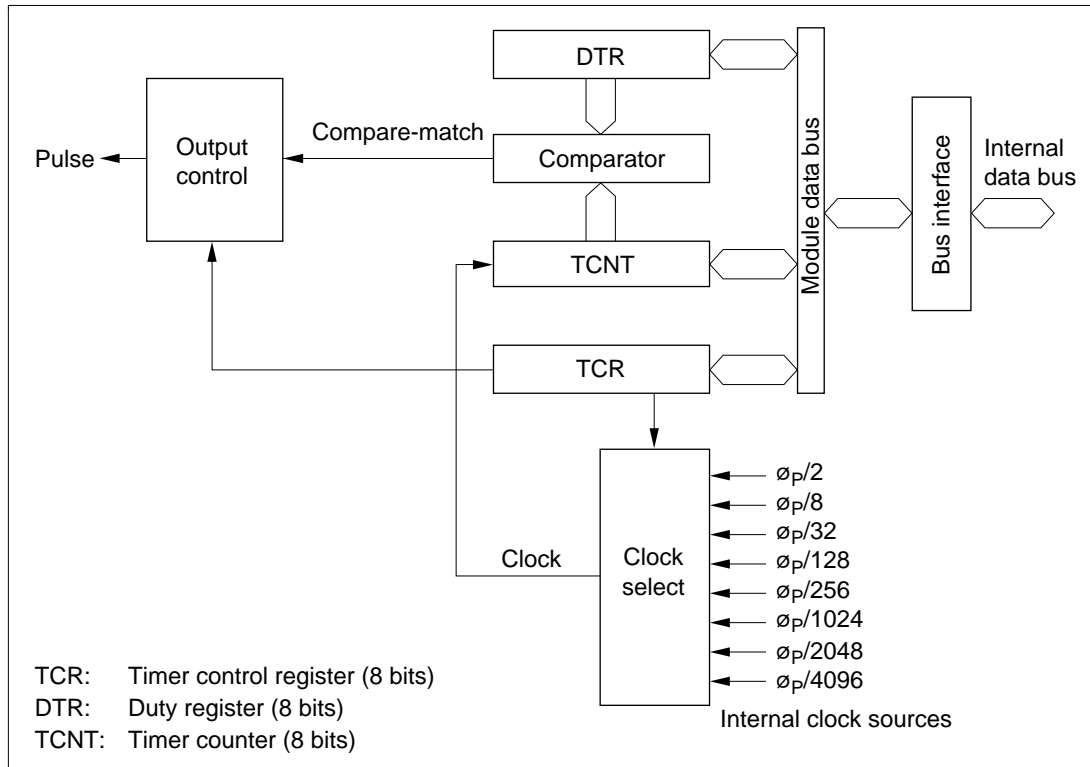 DTR
Compare-match
Pulse
Output
control
Comparator
Module data bus
Bus interface
Internal
data bus
TCNT
TCR
Clock
Clock
select
øP/2
øP/8
øP/32
øP/128
øP/256
øP/1024
øP/2048
øP/4096
Internal clock sources
TCR: Timer control register (8 bits)
DTR: Duty register (8 bits)
TCNT: Timer counter (8 bits)